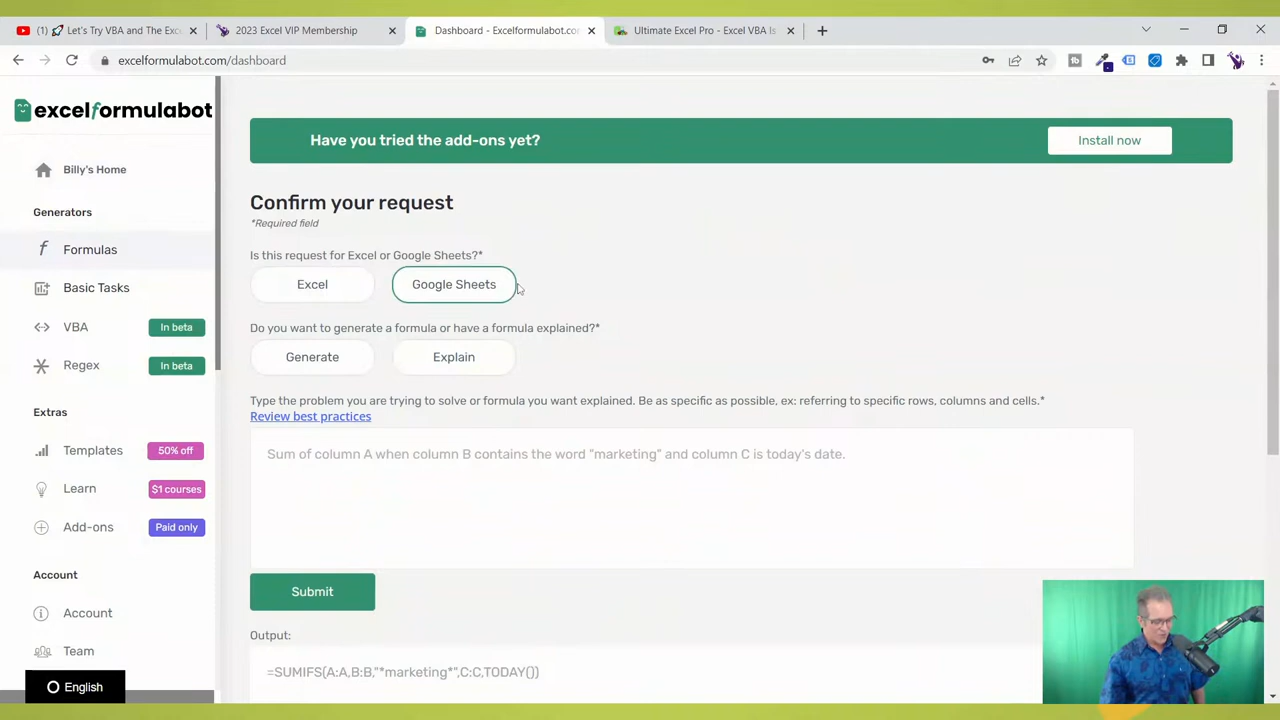 (1) 🚀 Let's Try VBA and The Exce
2023 Excel VIP Membership
Dashboard - Excelformulabot.co
Ultimate Excel Pro - Excel VBA Is
excelformulabot.com/dashboard
excelformulabot
Have you tried the add-ons yet?
Install now
Billy's Home
Confirm your request
*Required field
Generators
Formulas
Is this request for Excel or Google Sheets?*
Excel
Google Sheets
Basic Tasks
VBA
In beta
Do you want to generate a formula or have a formula explained?*
Generate
Explain
Regex
In beta
Extras
Type the problem you are trying to solve or formula you want explained. Be as specific as possible, ex: referring to specific rows, columns and cells.*
Review best practices
Templates
50% off
Sum of column A when column B contains the word "marketing" and column C is today's date.
Learn
$1 courses
Add-ons
Paid only
Account
Submit
Account
Output:
Team
=SUMIFS(A:A,B:B,"*marketing*",C:C,TODAY())
English